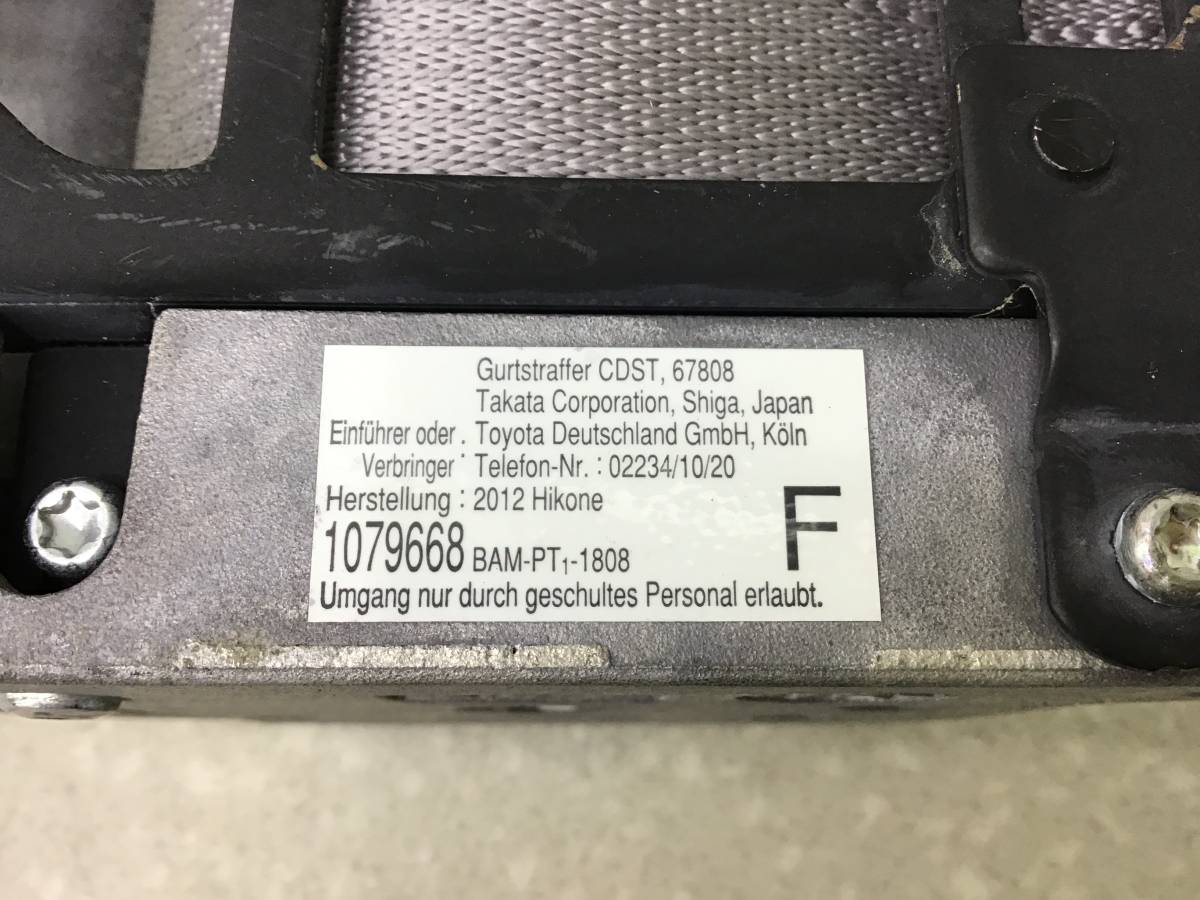 Gurtstraffer CDST, 67808
Takata Corporation, Shiga, Japan
Einführer oder . Toyota Deutschland GmbH, Köln
Verbringer : Telefon-Nr. : 02234/10/20
Herstellung : 2012 Hikone
1079668 BAM-PT₁-1808
F
Umgang nur durch geschultes Personal erlaubt.